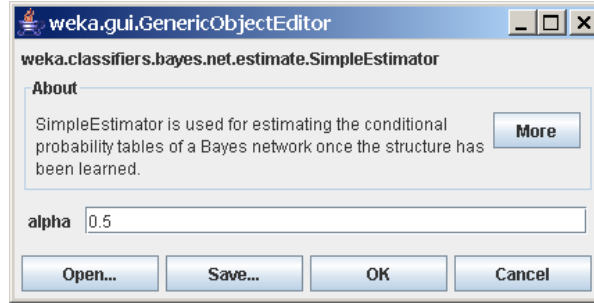 weka.gui.GenericObjectEditor
weka.classifiers.bayes.net.estimate.SimpleEstimator
About
SimpleEstimator is used for estimating the conditional
probability tables of a Bayes network once the structure has
been learned.
More
alpha 0.5
Open... Save... OK Cancel